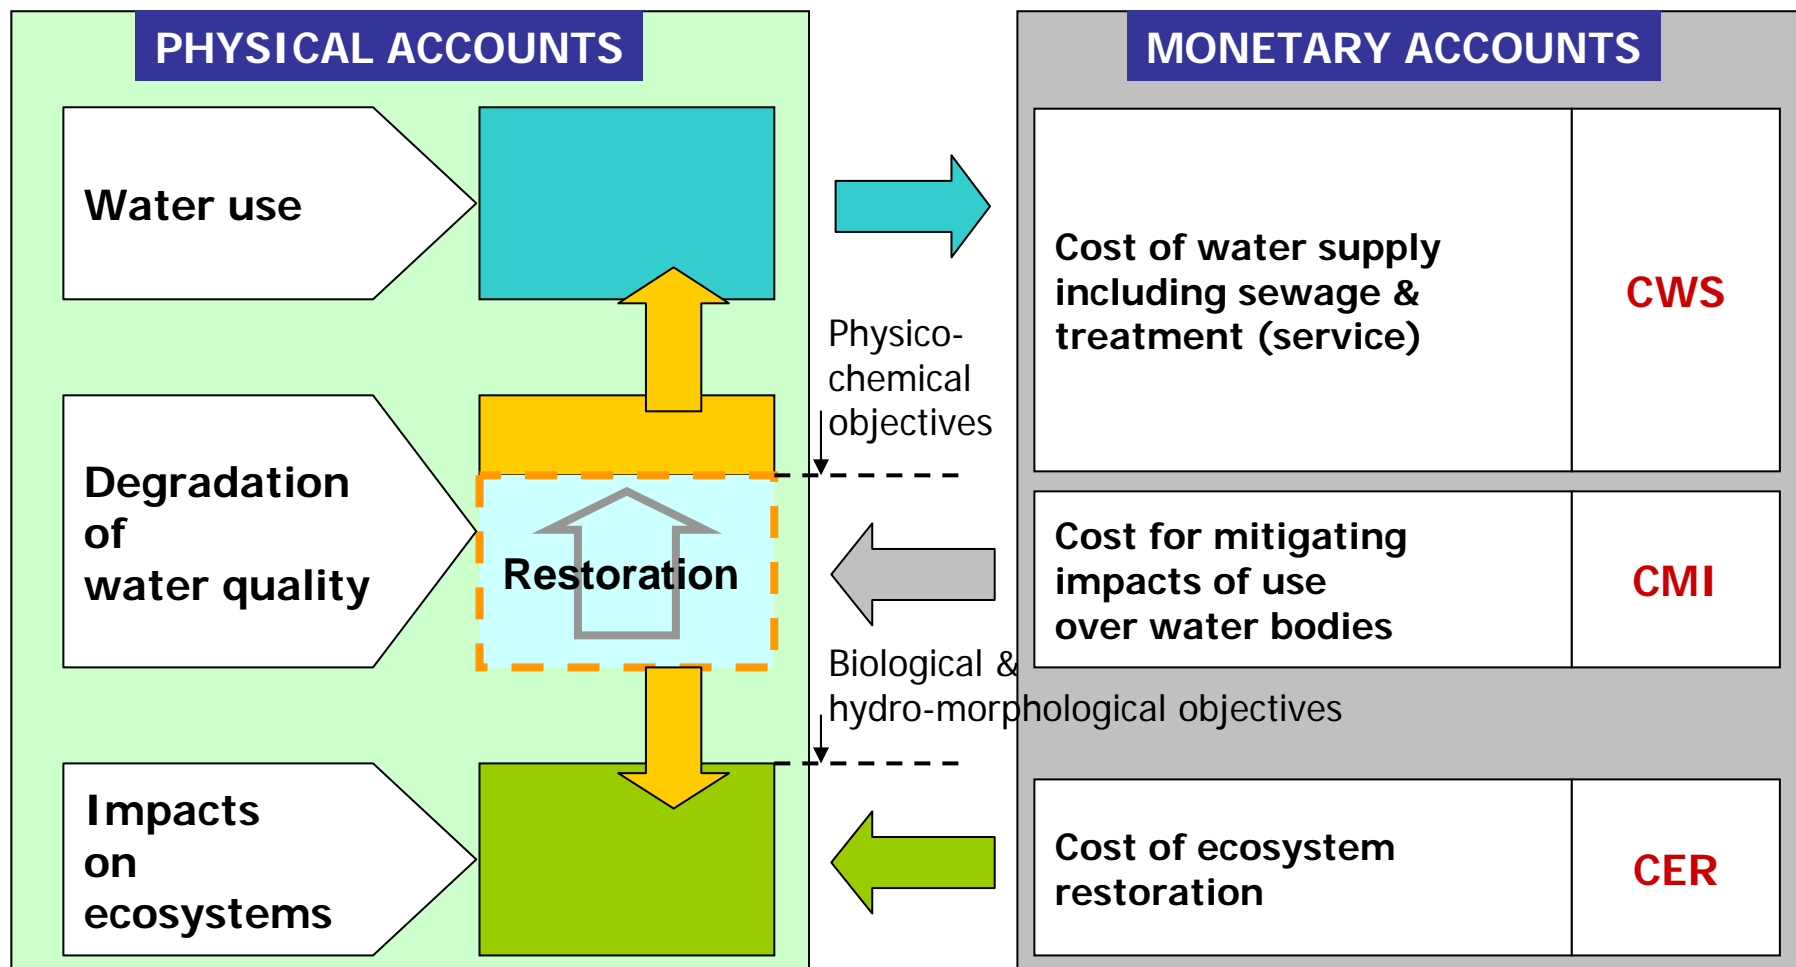 PHYSICAL ACCOUNTS
MONETARY ACCOUNTS
Water use
Cost of water supply
including sewage &
treatment (service)
CWS
Physico-
chemical
objectives
Degradation
of
water quality
Restoration
Cost for mitigating
impacts of use
over water bodies
CMI
Biological &
hydro-morphological objectives
Impacts
on
ecosystems
Cost of ecosystem
restoration
CER